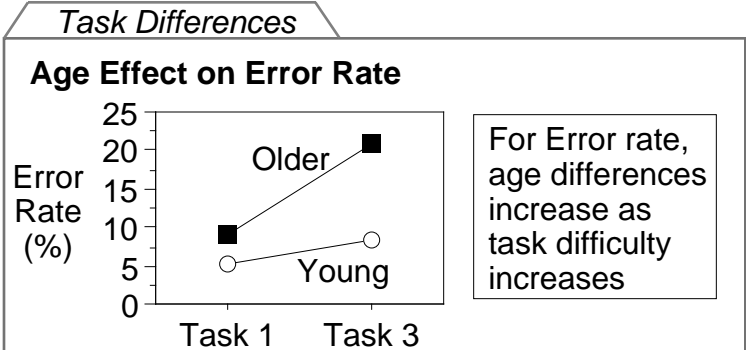 Task Differences
Age Effect on Error Rate
25
20
15
10
5
0
Error
Rate
(%)
Older
Young
Task 1 Task 3
For Error rate,
age differences
increase as
task difficulty
increases